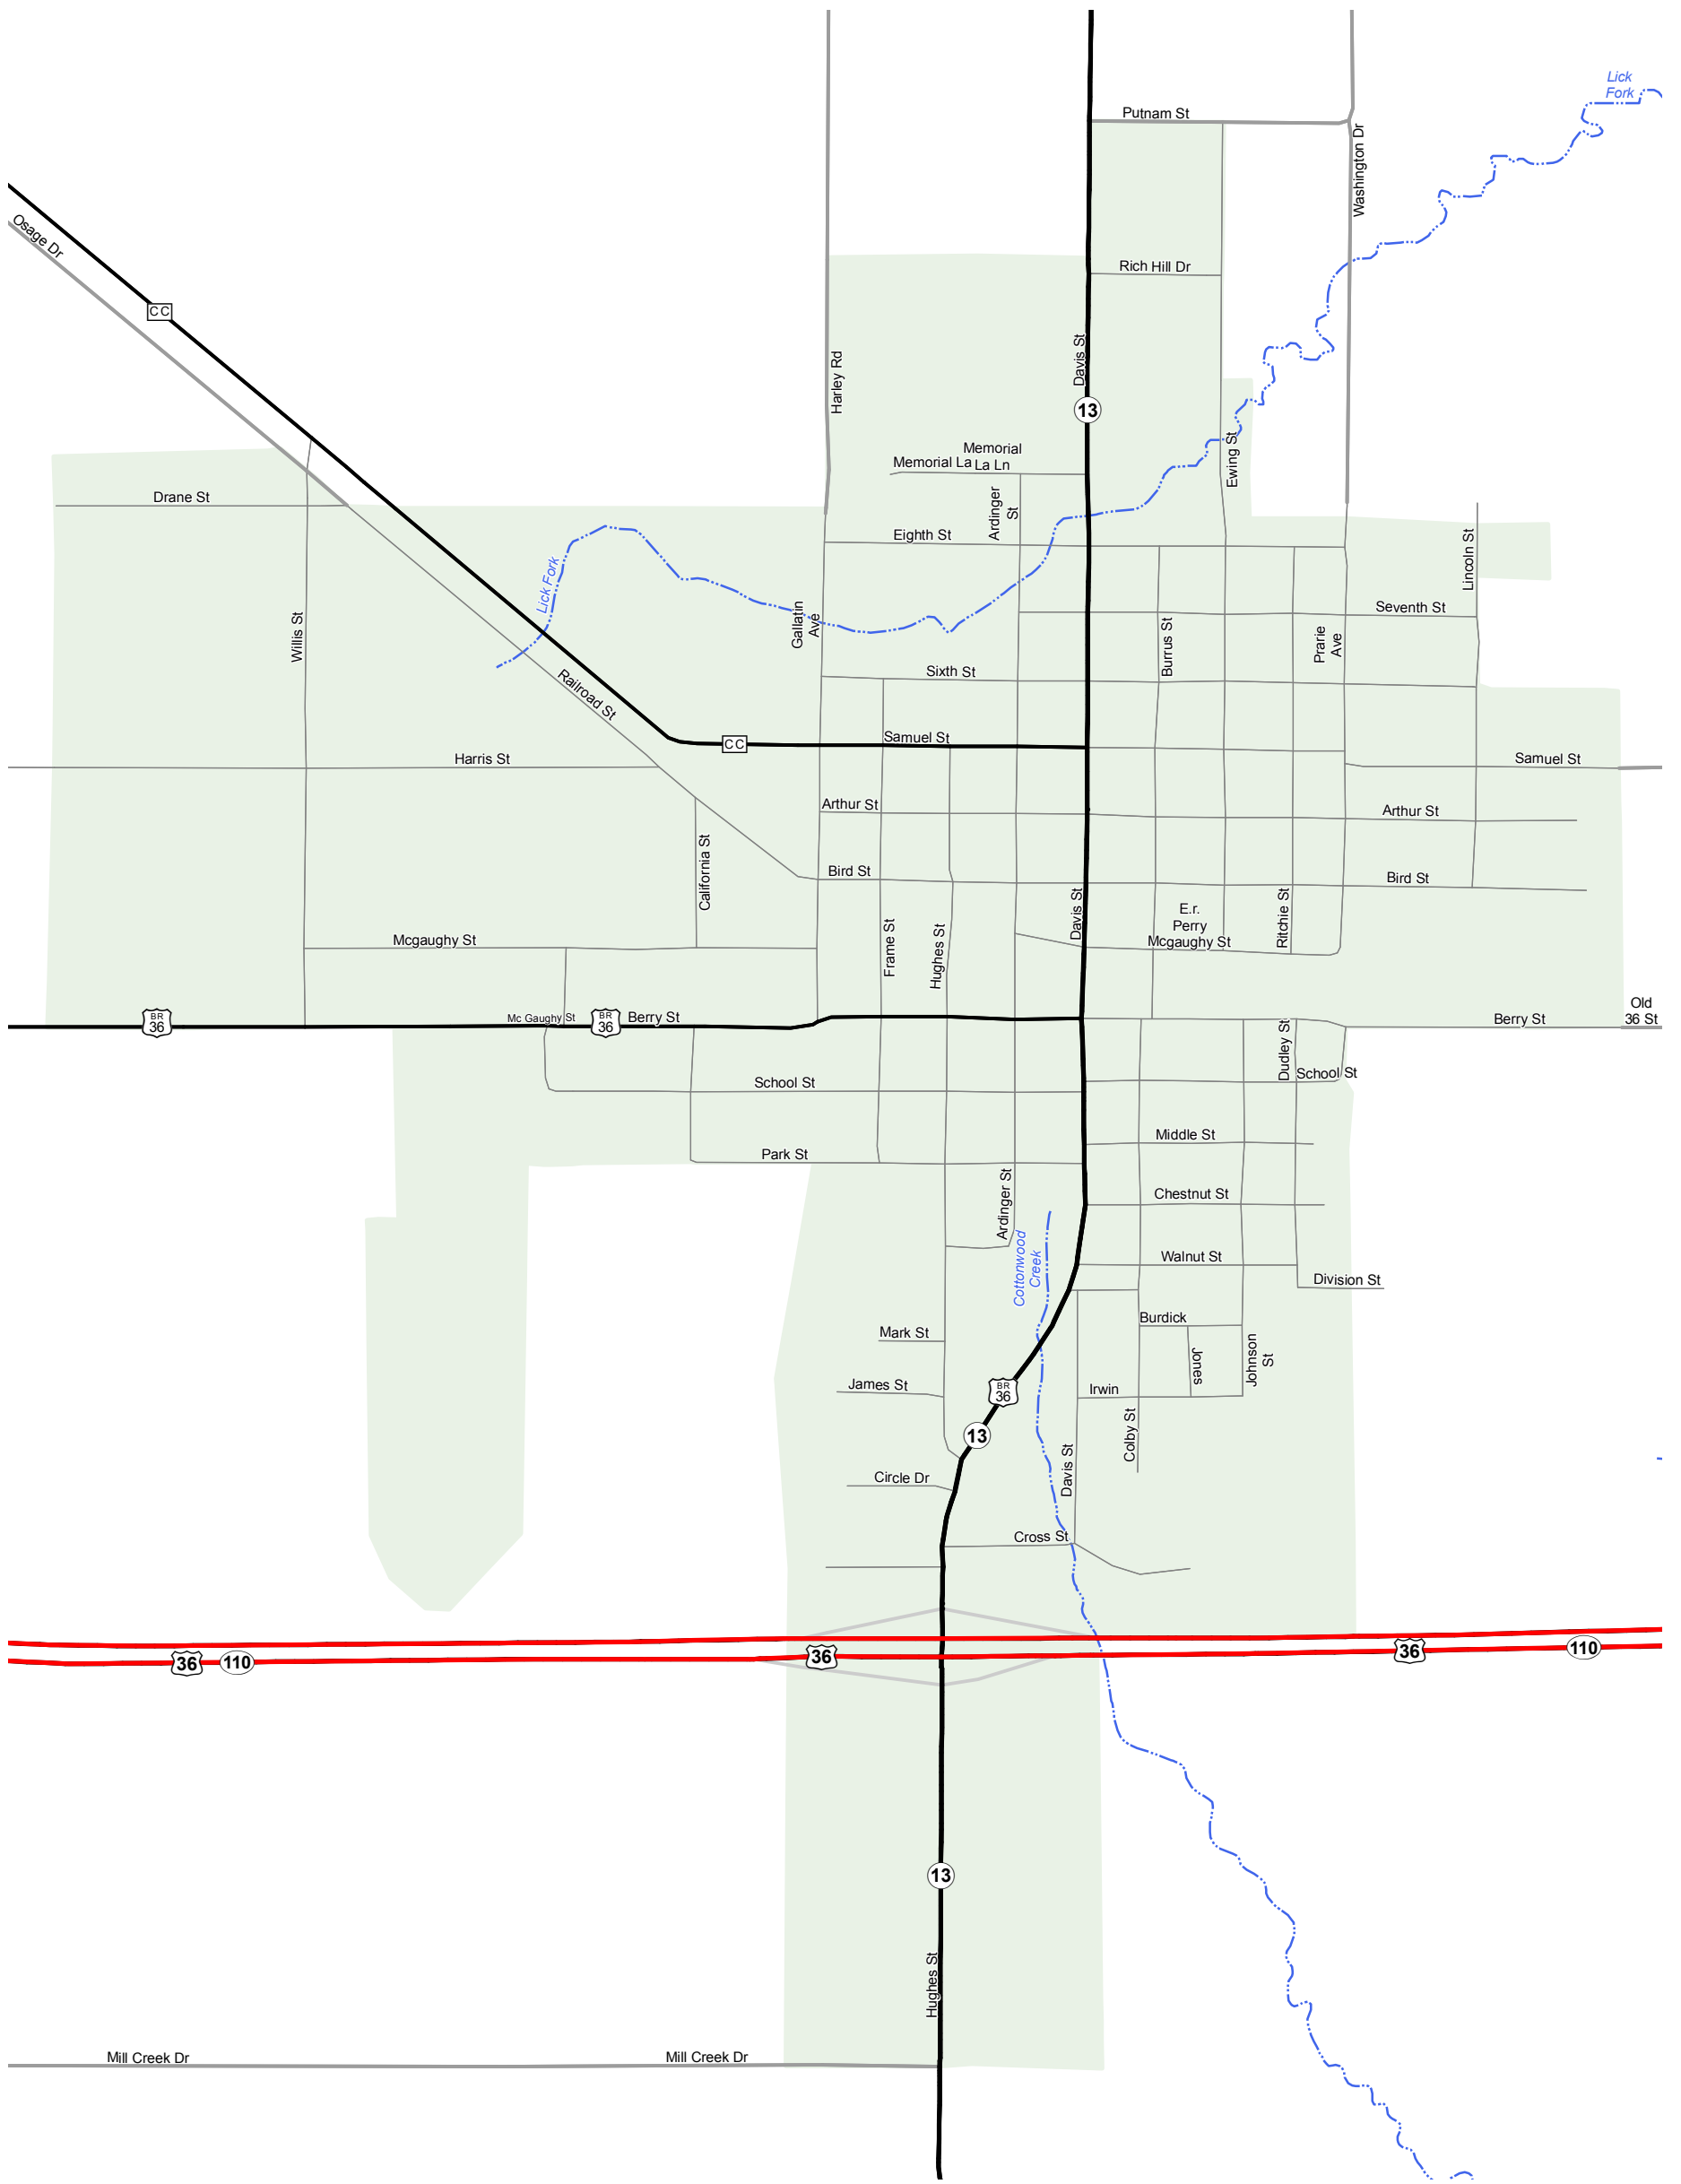 Lick
Fork
Putnam St
Washington Dr
Osage Dr
Rich Hill Dr
CC
Harley Rd
Davis St
13
Memorial
Memorial La
La Ln
Ewing St
Drane St
Ardinger
St
Eighth St
Lincoln St
Lick Fork
Gallatin
Ave
Seventh St
Willis St
Burrus St
Prarie
Ave
Sixth St
Railroad St
Samuel St
CC
Harris St
Samuel St
Arthur St
Arthur St
California St
Bird St
Bird St
Davis St
E.r.
Perry
Ritchie St
Frame St
Hughes St
Mcgaughy St
Mcgaughy St
BR
36
Mc Gaughy St
BR
36
Berry St
Berry St
Old
36 St
Dudley St
School St
School St
Middle St
Park St
Ardinger St
Chestnut St
Cottonwood
Creek
Walnut St
Division St
Burdick
Mark St
Jones
Johnson
St
James St
BR
36
Irwin
13
Colby St
Davis St
Circle Dr
Cross St
36
110
36
36
110
13
Hughes St
Mill Creek Dr
Mill Creek Dr